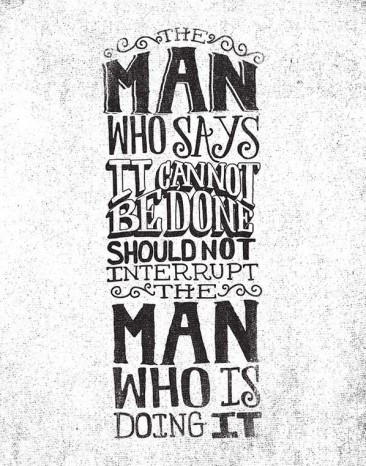 THE
MAN
WHO SAYS
IT CANNOT
BE DONE
SHOULD NOT
INTERRUPT
THE
MAN
WHO IS
DOING IT